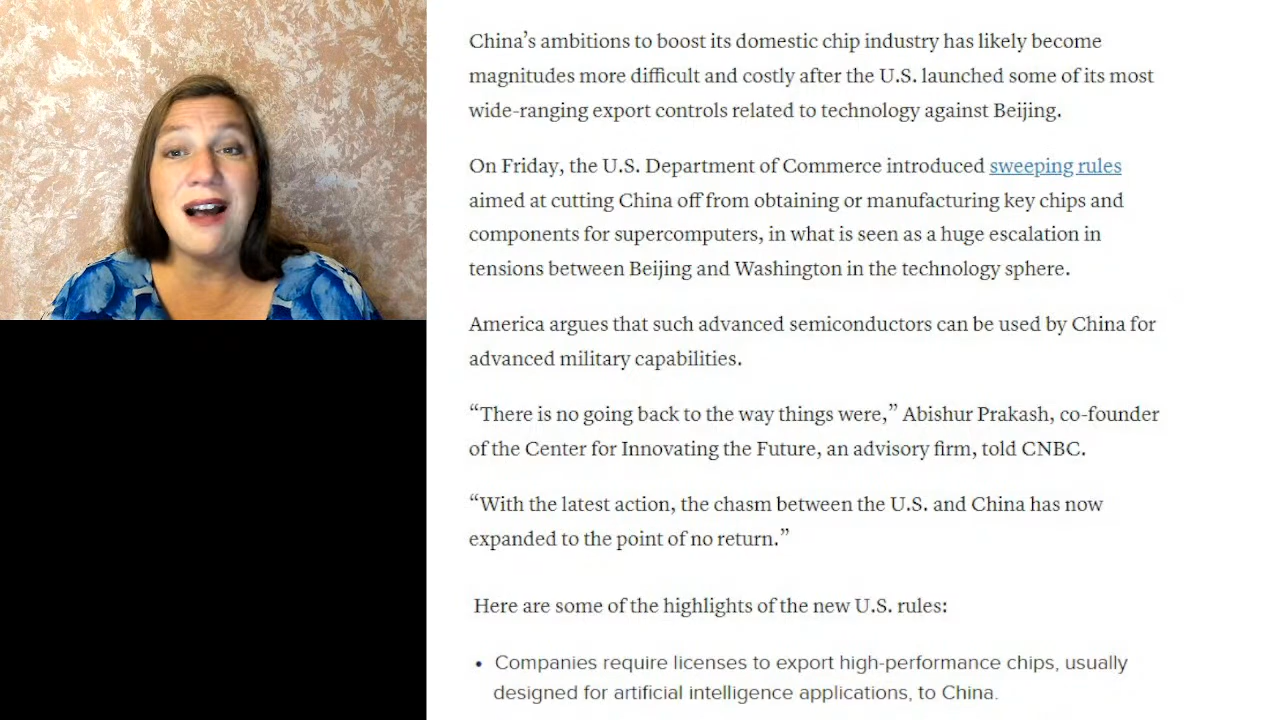 China’s ambitions to boost its domestic chip industry has likely become
magnitudes more difficult and costly after the U.S. launched some of its most
wide-ranging export controls related to technology against Beijing.
On Friday, the U.S. Department of Commerce introduced sweeping rules
aimed at cutting China off from obtaining or manufacturing key chips and
components for supercomputers, in what is seen as a huge escalation in
tensions between Beijing and Washington in the technology sphere.
America argues that such advanced semiconductors can be used by China for
advanced military capabilities.
“There is no going back to the way things were,” Abishur Prakash, co-founder
of the Center for Innovating the Future, an advisory firm, told CNBC.
“With the latest action, the chasm between the U.S. and China has now
expanded to the point of no return.”
Here are some of the highlights of the new U.S. rules:
• Companies require licenses to export high-performance chips, usually
designed for artificial intelligence applications, to China.